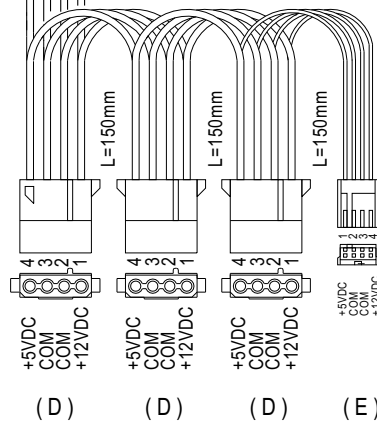 L=150mm
L=150mm
L=150mm
4 3 2 1
4 3 2 1
4 3 2 1
1 2 3 4
+5VDC
COM
COM
+12VDC
+5VDC
COM
COM
+12VDC
+5VDC
COM
COM
+12VDC
+5VDC
COM
COM
+12VDC
(D)
(D)
(D)
(E)